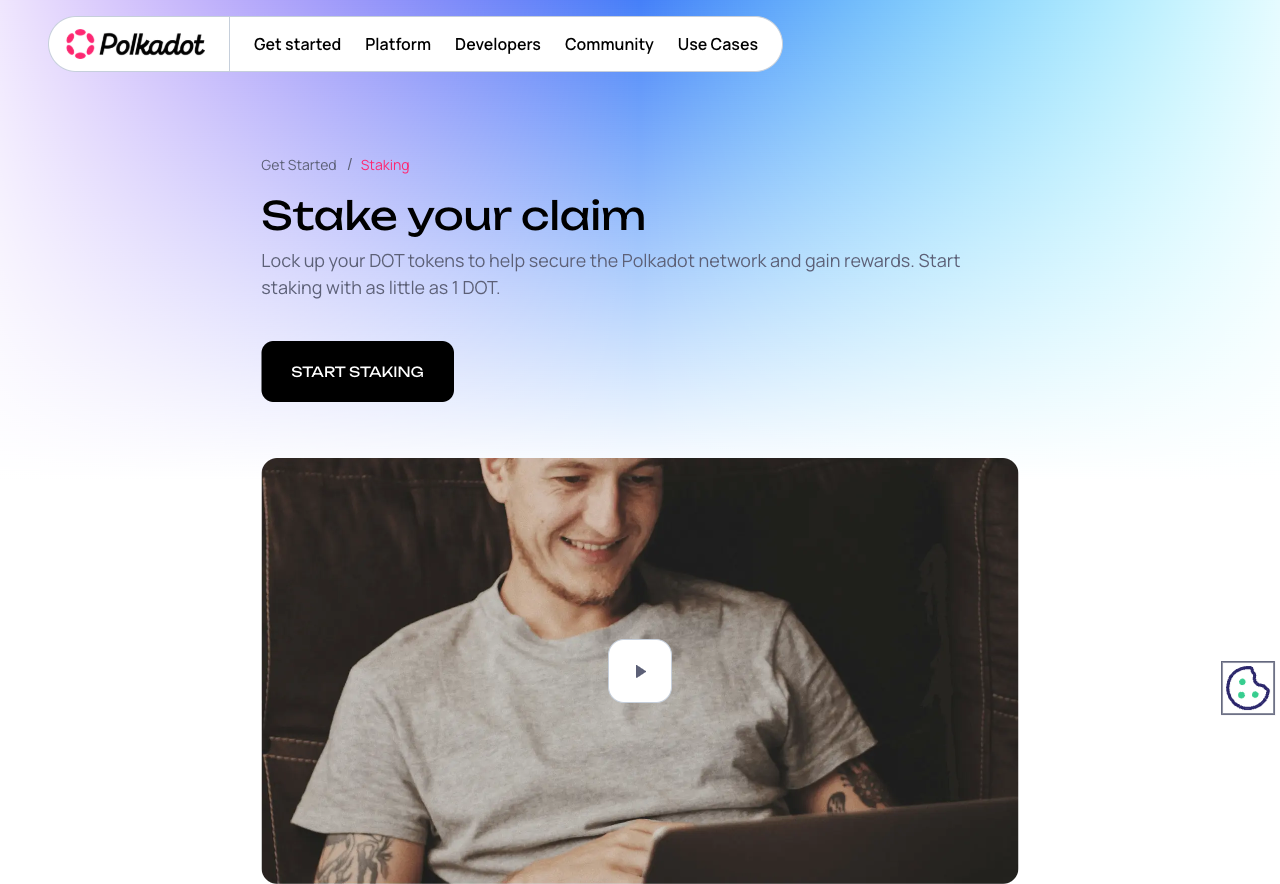 Polkadot
Get started
Platform
Developers
Community
Use Cases
Get Started / Staking
Stake your claim
Lock up your DOT tokens to help secure the Polkadot network and gain rewards. Start
staking with as little as 1 DOT.
START STAKING